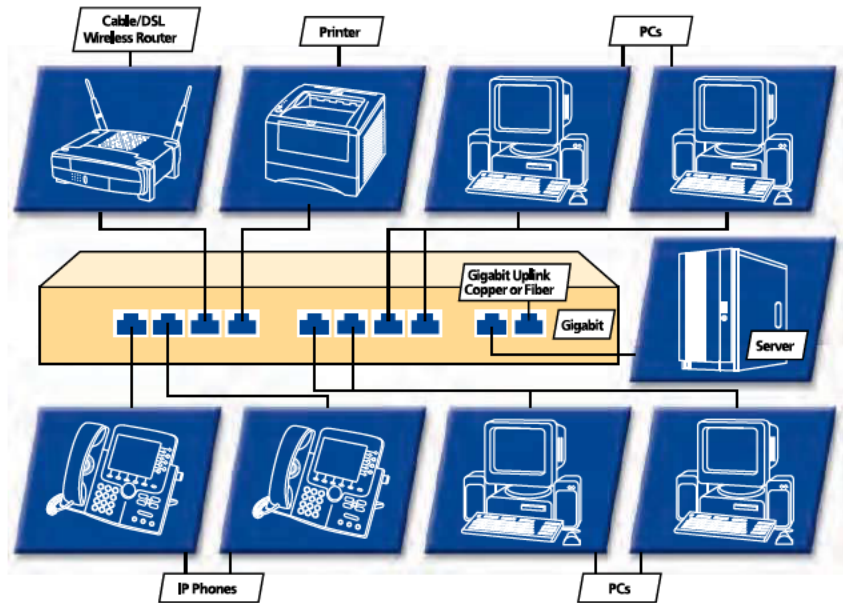 Cable/DSL
Wireless Router
Printer
PCs
Gigabit Uplink
Copper or Fiber
Gigabit
Server
IP Phones
PCs